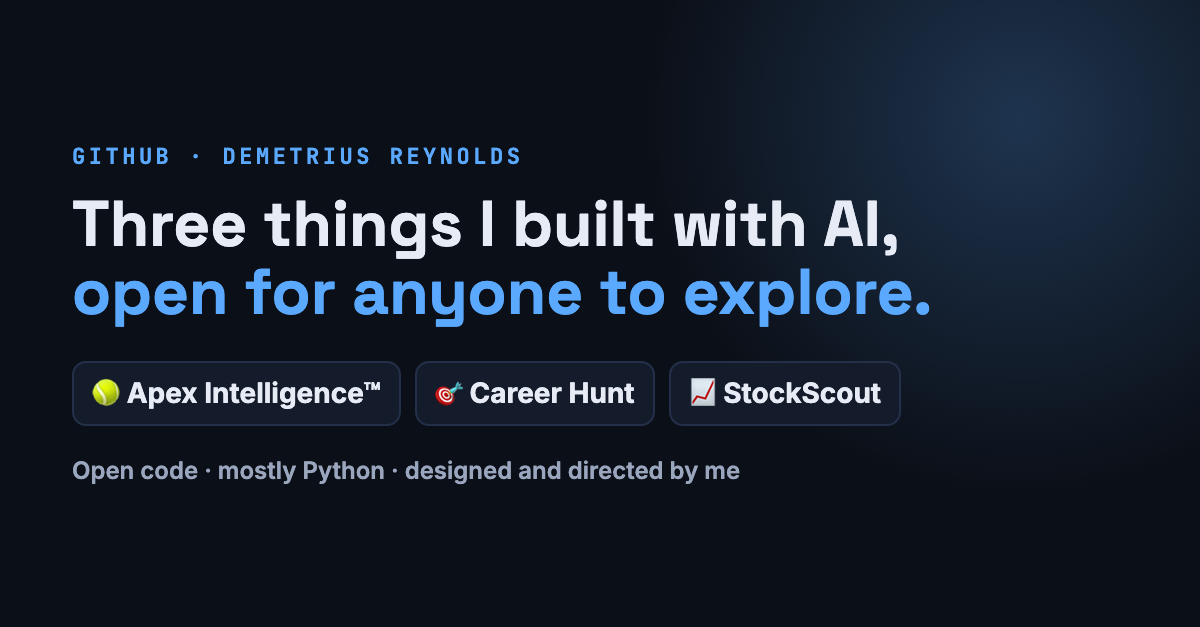 GITHUB · DEMETRIUS REYNOLDS
Three things I built with AI,
open for anyone to explore.
Apex Intelligence™ Career Hunt StockScout
Open code · mostly Python · designed and directed by me